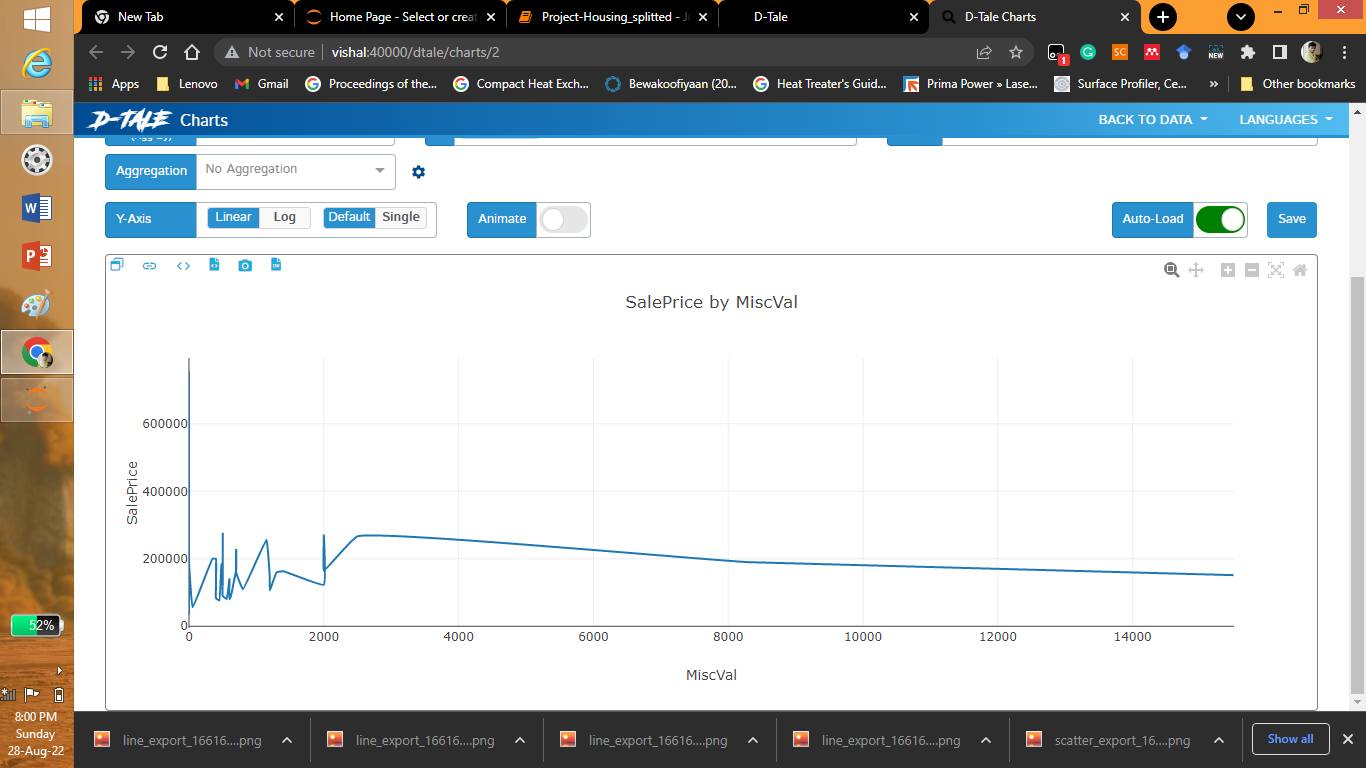 New Tab
Home Page - Select or creat
Project-Housing_splitted - J
D-Tale
D-Tale Charts
Not secure
vishal:40000/dtale/charts/2
1
SC
NEW
Apps
Lenovo
Gmail
Proceedings of the...
Compact Heat Exch...
Bewakoofiyaan (20...
Heat Treater's Guid...
Prima Power » Lase...
Surface Profiler, Ce...
»
Other bookmarks
D-TALE Charts
BACK TO DATA
LANGUAGES
Aggregation
No Aggregation
Y-Axis
Linear
Log
Default
Single
Animate
Auto-Load
Save
SalePrice by MiscVal
SalePrice
600000
400000
200000
0
0
2000
4000
6000
8000
10000
12000
14000
MiscVal
52%
8:00 PM
Sunday
28-Aug-22
line_export_16616....png
line_export_16616....png
line_export_16616....png
line_export_16616....png
scatter_export_16....png
Show all